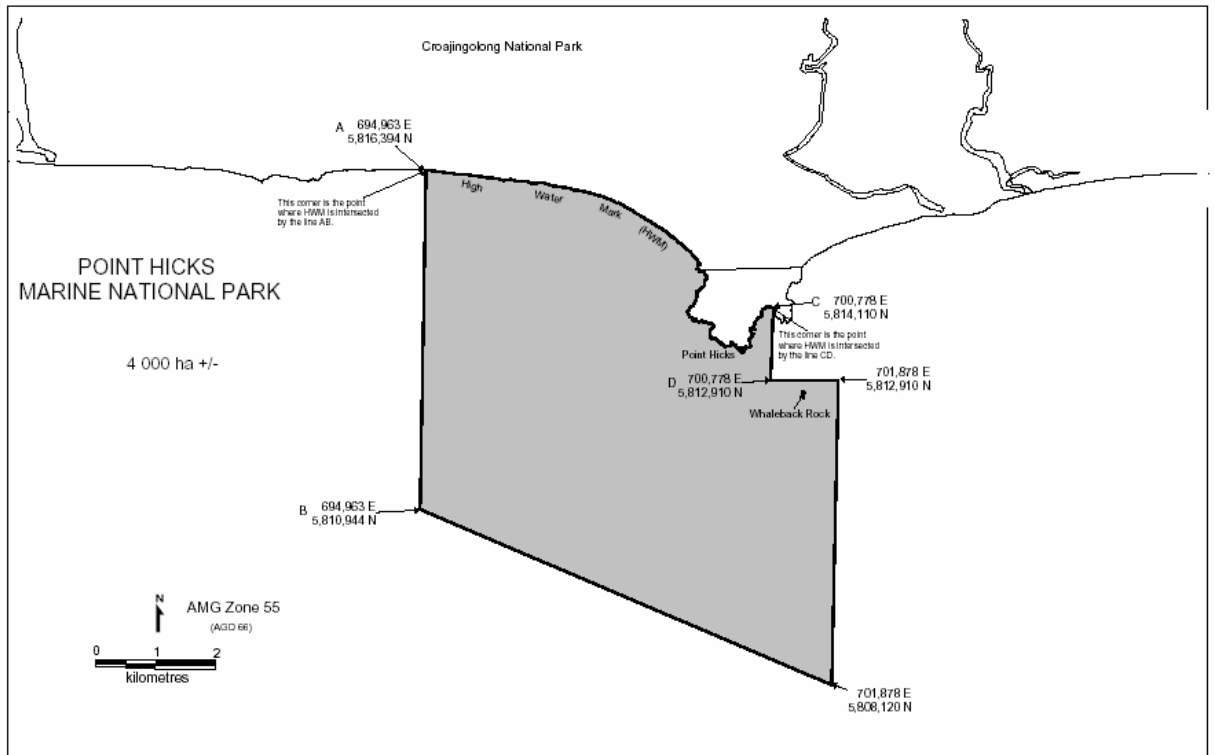 Croajingolong National Park
A 694,963 E
5,816,394 N
This corner is the point
where HWM is intersected
by the line AB.
High Water Mark (HWM)
POINT HICKS
MARINE NATIONAL PARK
4 000 ha +/-
C 700,778 E
5,814,110 N
This corner is the point
where HWM is intersected
by the line CD.
Point Hicks
D 700,778 E
5,812,910 N
701,878 E
5,812,910 N
Whaleback Rock
B 694,963 E
5,810,944 N
N
AMG Zone 55
(AGD 66)
0 1 2
kilometres
701,878 E
5,808,120 N